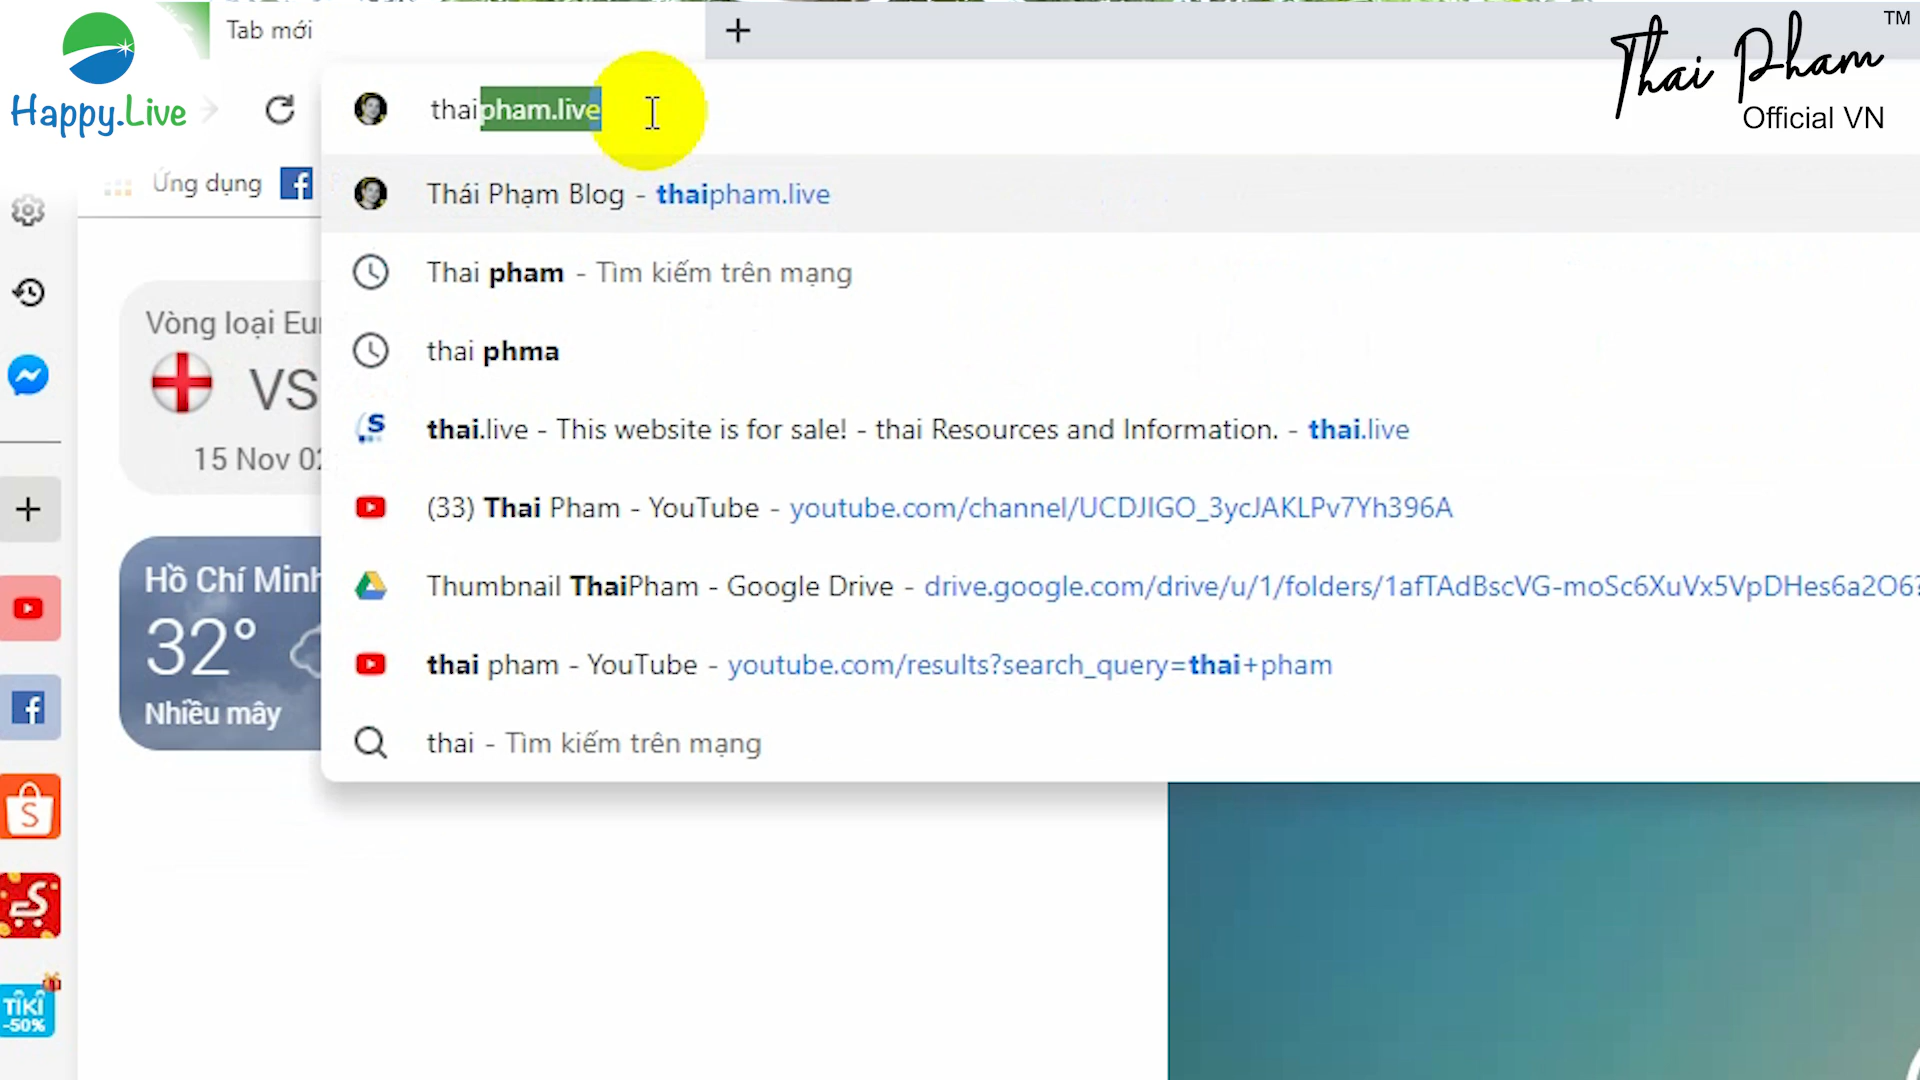 Happy.Live
Tab mới
Thai Pham
TM
Official VN
thaipham.live
Ứng dụng
Thái Phạm Blog - thaipham.live
Thai pham - Tìm kiếm trên mạng
thai phma
thai.live - This website is for sale! - thai Resources and Information. - thai.live
(33) Thai Pham - YouTube - youtube.com/channel/UCDJIGO_3ycJAKLPv7Yh396A
Thumbnail ThaiPham - Google Drive - drive.google.com/drive/u/1/folders/1afTAdBscVG-moSc6XuVx5VpDHes6a2O6?
thai pham - YouTube - youtube.com/results?search_query=thai+pham
thai - Tìm kiếm trên mạng
Vòng loại Eu
VS
15 Nov 02
Hồ Chí Minh
32°
Nhiều mây
TIKI
-50%